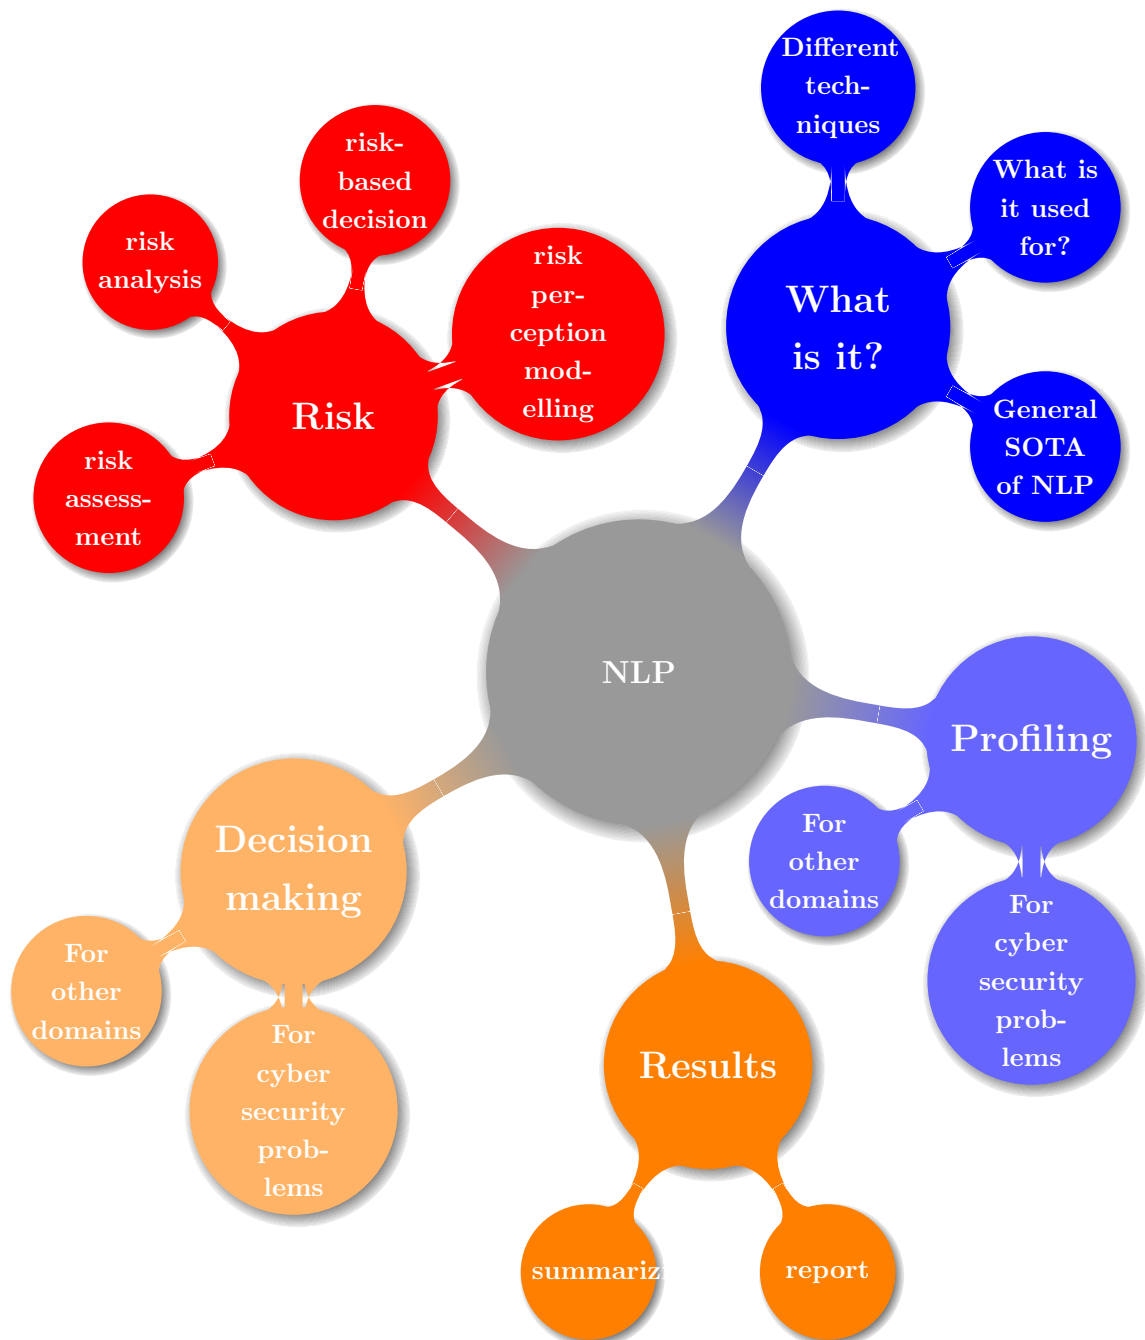 Different
tech-
niques
What is
it used
for?
What
is it?
General
SOTA
of NLP
risk-
based
decision
risk
analysis
risk
per-
ception
mod-
elling
Risk
risk
assess-
ment
NLP
Profiling
For
other
domains
For
cyber
security
prob-
lems
Decision
making
For
other
domains
For
cyber
security
prob-
lems
Results
summarizi
report